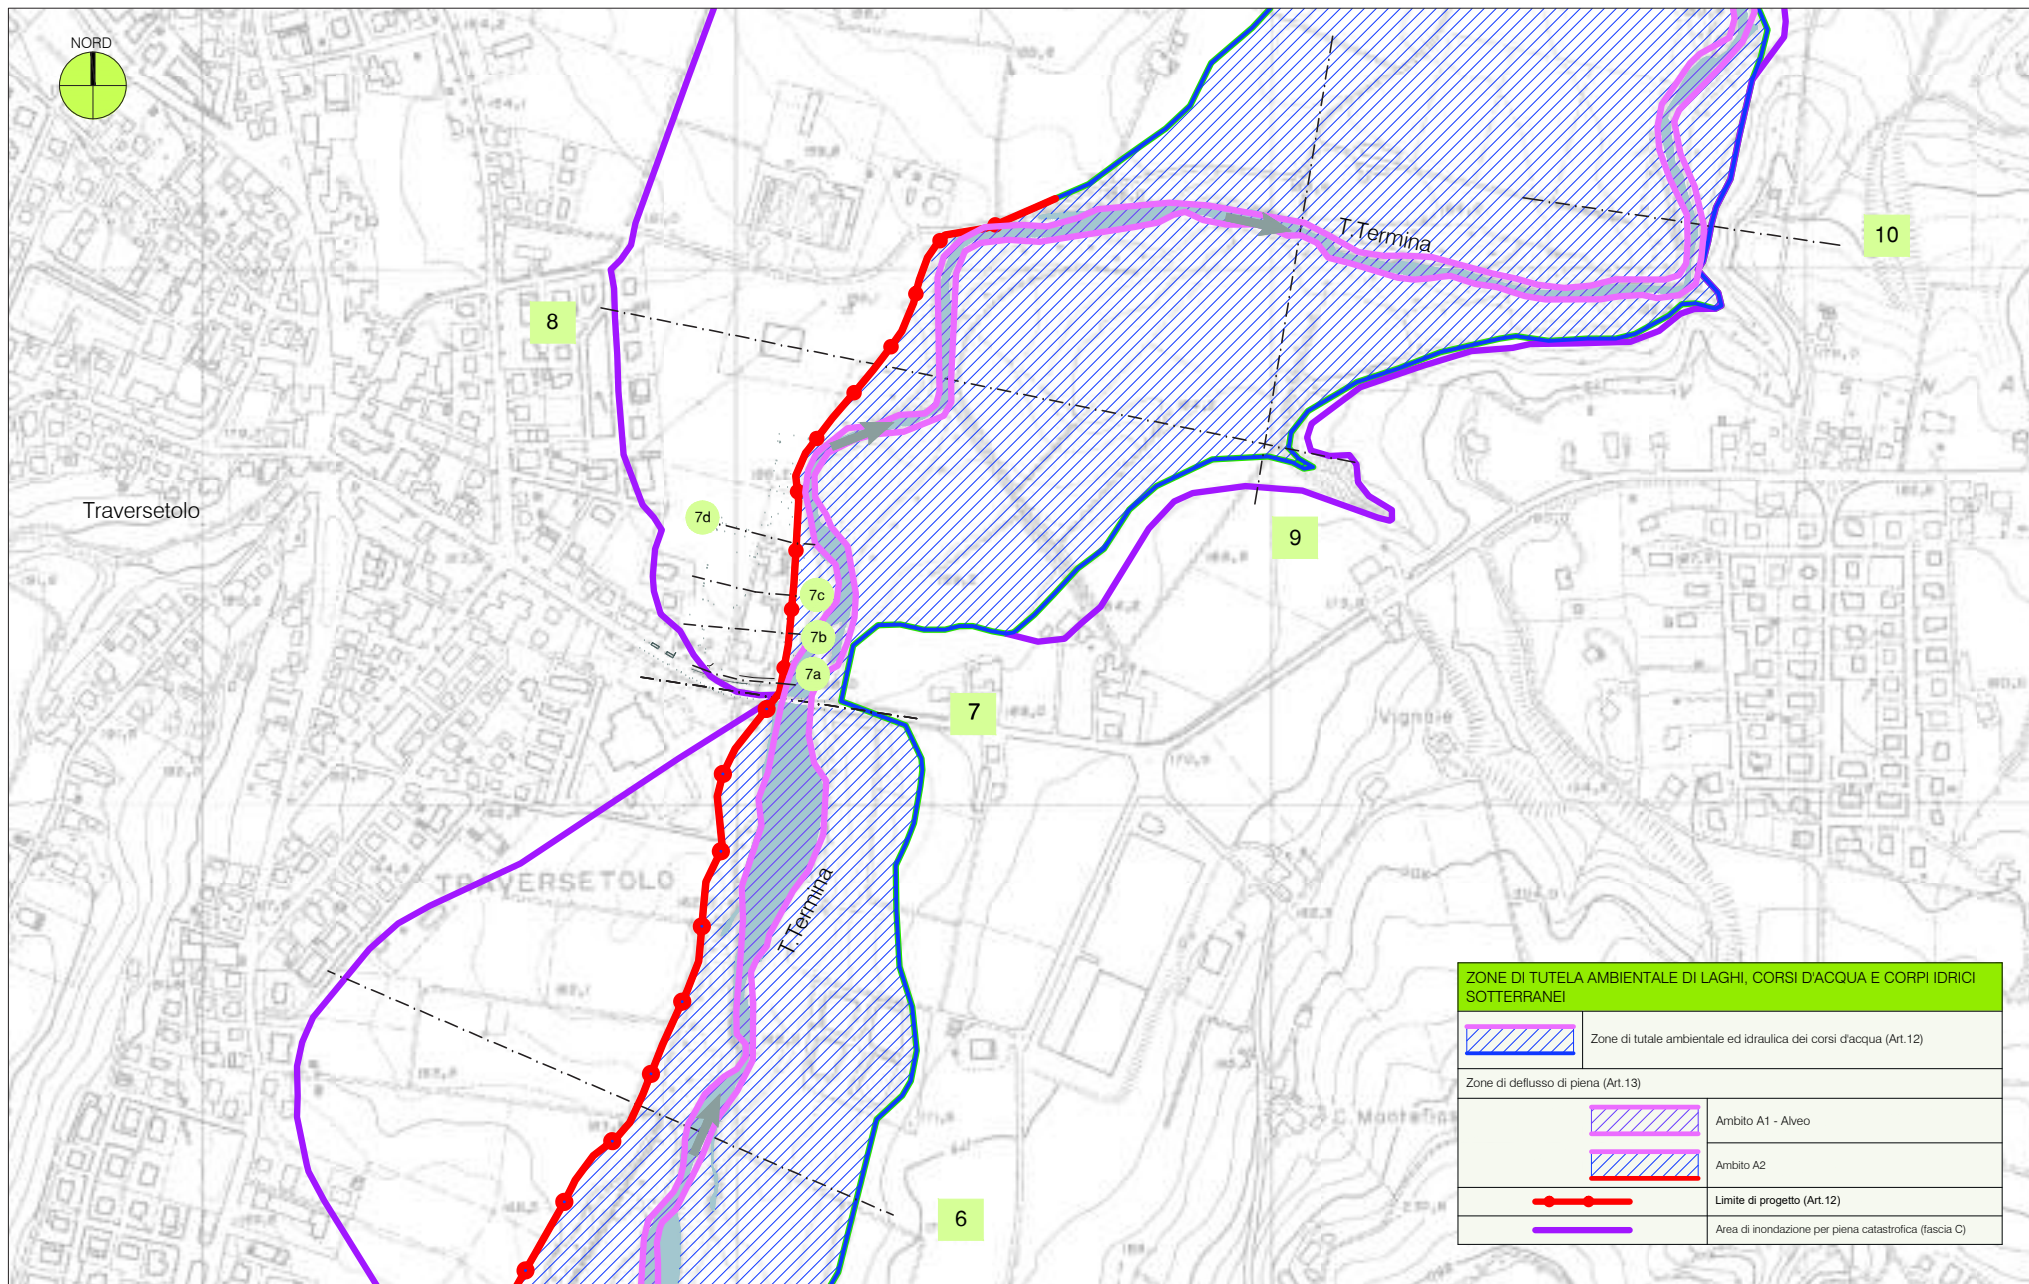 NORD
T.Termina
10
8
Traversetolo
7d
9
7c
7b
7a
7
Vignale
TRAVERSETOLO
T.Termina
6
ZONE DI TUTELA AMBIENTALE DI LAGHI, CORSI D'ACQUA E CORPI IDRICI
SOTTERRANEI
Zone di tutale ambientale ed idraulica dei corsi d'acqua (Art.12)
Zone di deflusso di piena (Art.13)
Ambito A1 - Alveo
Ambito A2
Limite di progetto (Art.12)
Area di inondazione per piena catastrofica (fascia C)